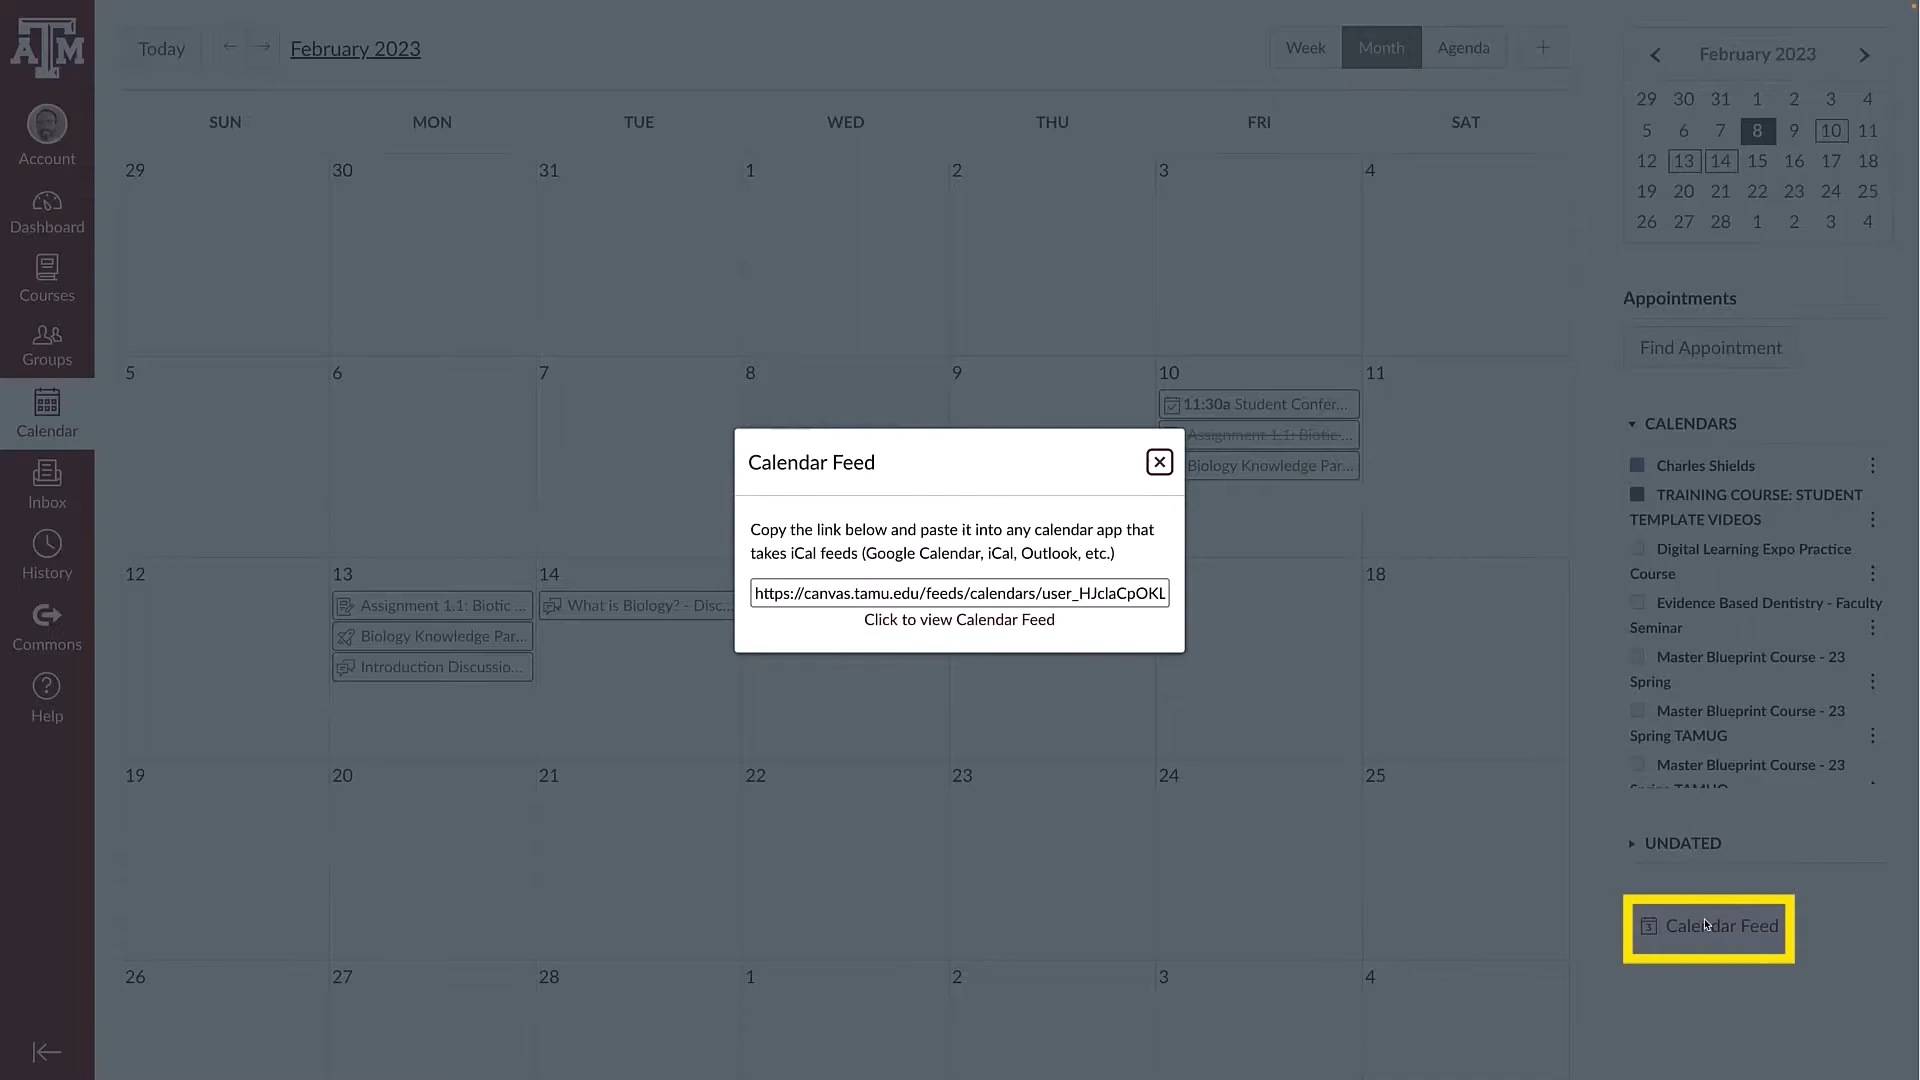 ATM
Account
Dashboard
Courses
Groups
Calendar
Inbox
History
Commons
Help
Today
February 2023
Week
Month
Agenda
SUN MON TUE WED THU FRI SAT
29 30 31 1 2 3 4
5 6 7 8 9 10 11
11:30a Student Confer...
Assignment 1.1: Biotic ...
Biology Knowledge Par...
12 13 14 18
Assignment 1.1: Biotic ...
What is Biology? - Disc...
Biology Knowledge Par...
Introduction Discussio...
19 20 21 22 23 24 25
26 27 28 1 2 3 4
Calendar Feed
Copy the link below and paste it into any calendar app that
takes iCal feeds (Google Calendar, iCal, Outlook, etc.)
https://canvas.tamu.edu/feeds/calendars/user_HJclaCpOKL
Click to view Calendar Feed
February 2023
29 30 31 1 2 3 4
5 6 7 8 9 10 11
12 13 14 15 16 17 18
19 20 21 22 23 24 25
26 27 28 1 2 3 4
Appointments
Find Appointment
CALENDARS
Charles Shields
TRAINING COURSE: STUDENT
TEMPLATE VIDEOS
Digital Learning Expo Practice
Course
Evidence Based Dentistry - Faculty
Seminar
Master Blueprint Course - 23
Spring
Master Blueprint Course - 23
Spring TAMUG
Master Blueprint Course - 23
UNDATED
Calendar Feed